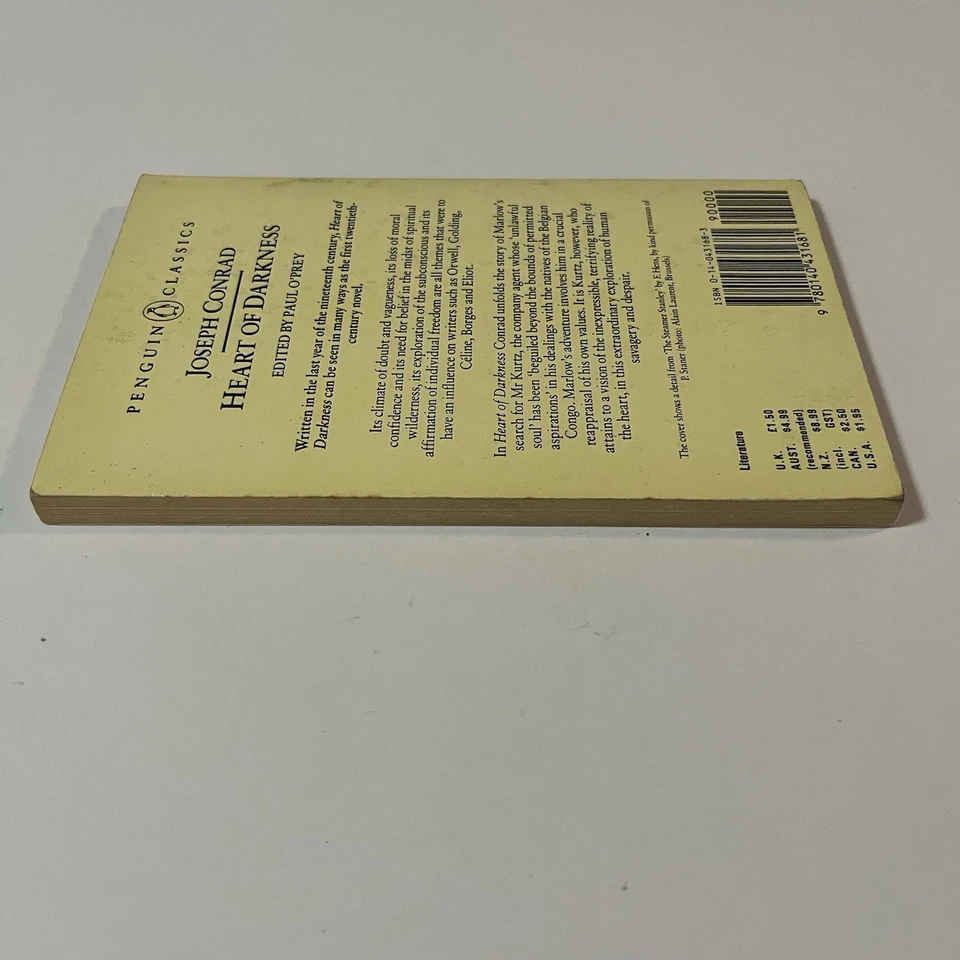 PENGUIN CLASSICS
JOSEPH CONRAD
HEART OF DARKNESS
EDITED BY PAUL O'PREY
Written in the last year of the nineteenth century, Heart of
Darkness can be seen in many ways as the first twentieth-
century novel.
Its climate of doubt and vagueness, its loss of moral
confidence and its need for belief in the midst of spiritual
wilderness, its exploration of the subconscious and its
affirmation of individual freedom are all themes that were to
have an influence on writers such as Orwell, Golding,
Céline, Borges and Eliot.
In Heart of Darkness Conrad unfolds the story of Marlow's
search for Mr Kurtz, the company agent whose 'unlawful
soul' has been 'beguiled beyond the bounds of permitted
aspirations' in his dealings with the natives of the Belgian
Congo. Marlow's adventure involves him in a crucial
reappraisal of his own values. It is Kurtz, however, who
attains to a vision of the inexpressible, terrifying reality of
the heart, in this extraordinary exploration of human
savagery and despair.
The cover shows a detail from 'The Steamer Stanley' by F. Hens, by kind permission of
P. Staner (photo: Alain Laurent, Brussels)
Literature
U.K. £1.50
AUST. $4.99
(recommended)
N.Z. $8.99
(incl. GST)
CAN. $2.50
U.S.A. $1.95
ISBN 0-14-043168-3
90000
9 780140 431681